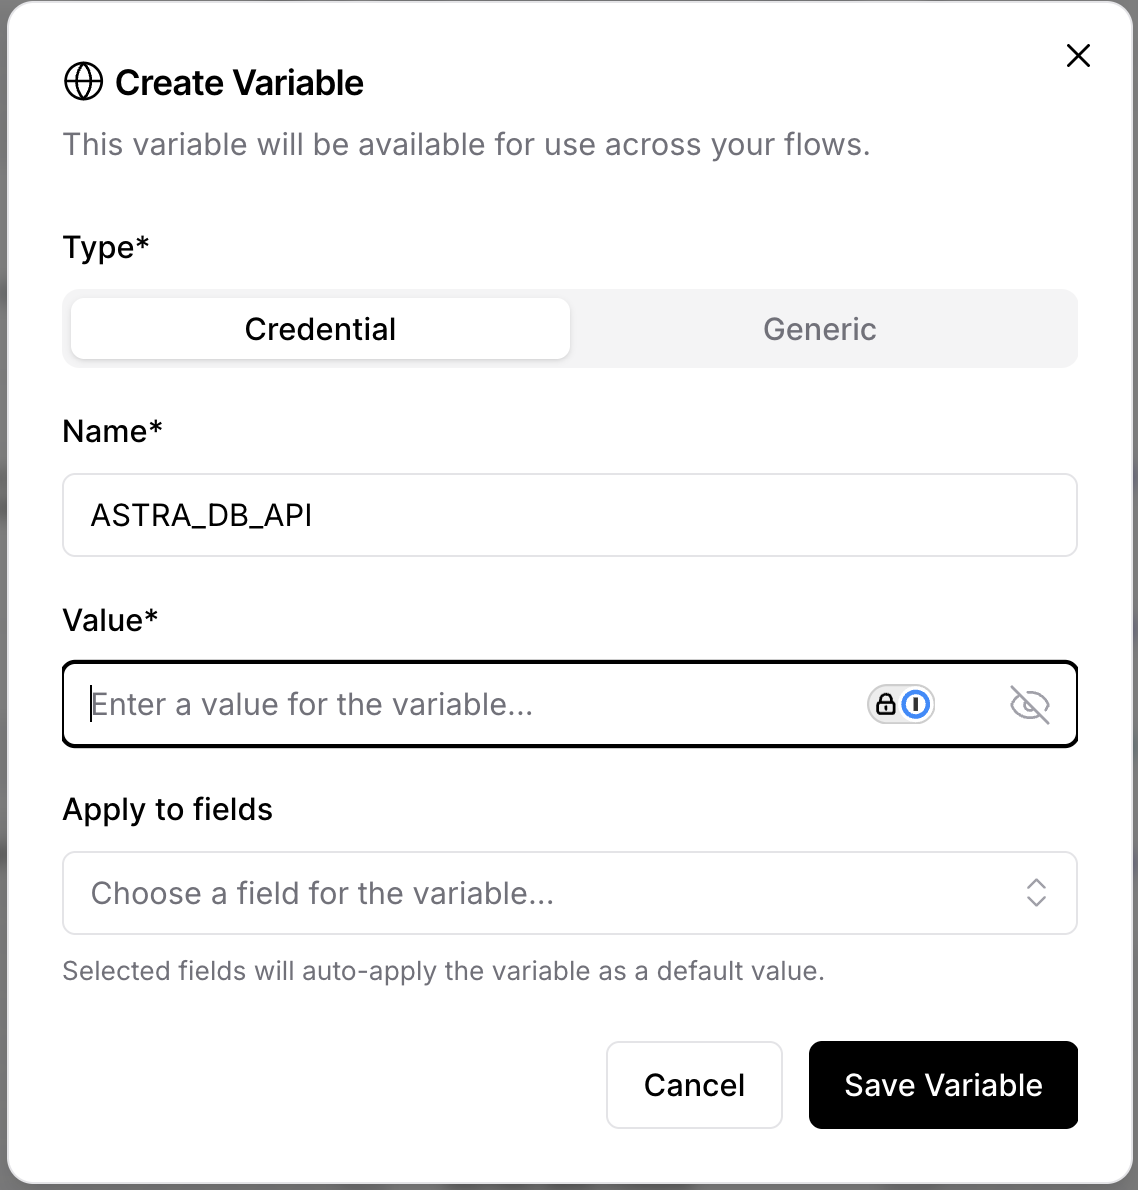 Create Variable
This variable will be available for use across your flows.
Type*
Credential
Generic
Name*
ASTRA_DB_API
Value*
Enter a value for the variable...
Apply to fields
Choose a field for the variable...
Selected fields will auto-apply the variable as a default value.
Cancel
Save Variable